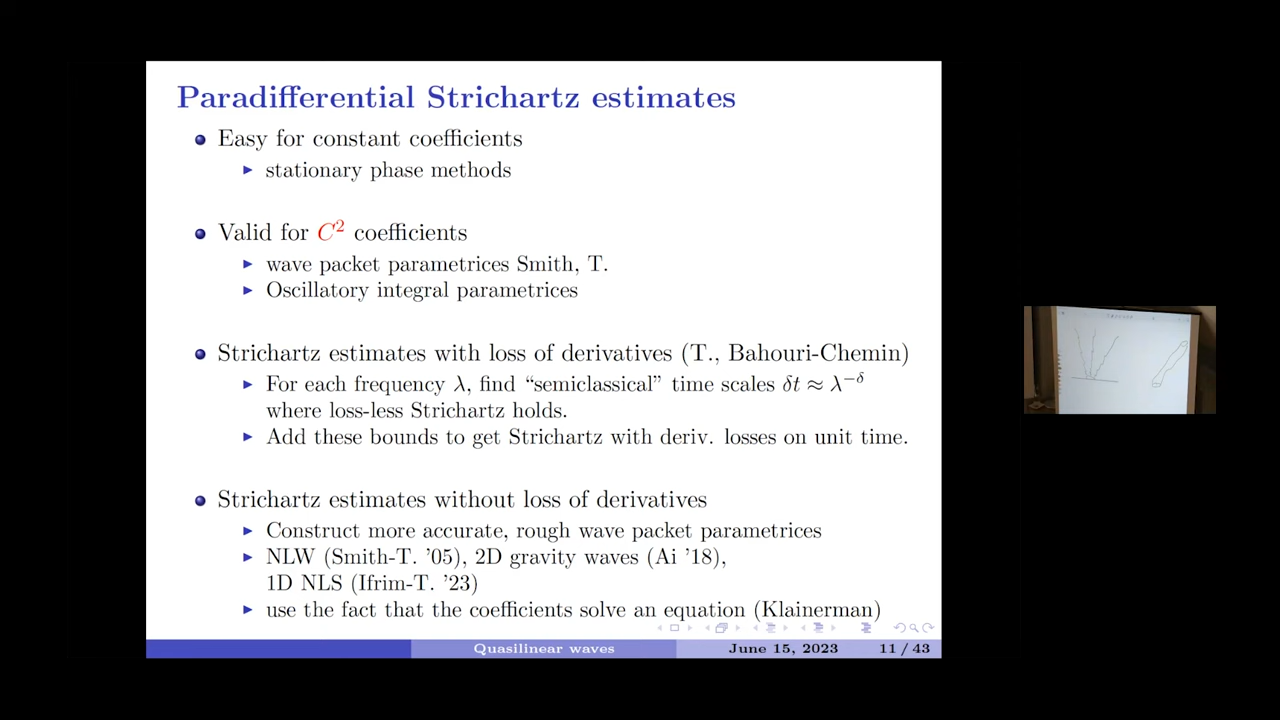 Paradifferential Strichartz estimates
Easy for constant coefficients
stationary phase methods
Valid for C² coefficients
wave packet parametrices Smith, T.
Oscillatory integral parametrices
Strichartz estimates with loss of derivatives (T., Bahouri-Chemin)
For each frequency λ, find “semiclassical” time scales δt ≈ λ^{−δ}
where loss-less Strichartz holds.
Add these bounds to get Strichartz with deriv. losses on unit time.
Strichartz estimates without loss of derivatives
Construct more accurate, rough wave packet parametrices
NLW (Smith-T. ’05), 2D gravity waves (Ai ’18),
1D NLS (Ifrim-T. ’23)
use the fact that the coefficients solve an equation (Klainerman)
Quasilinear waves June 15, 2023 11 / 43